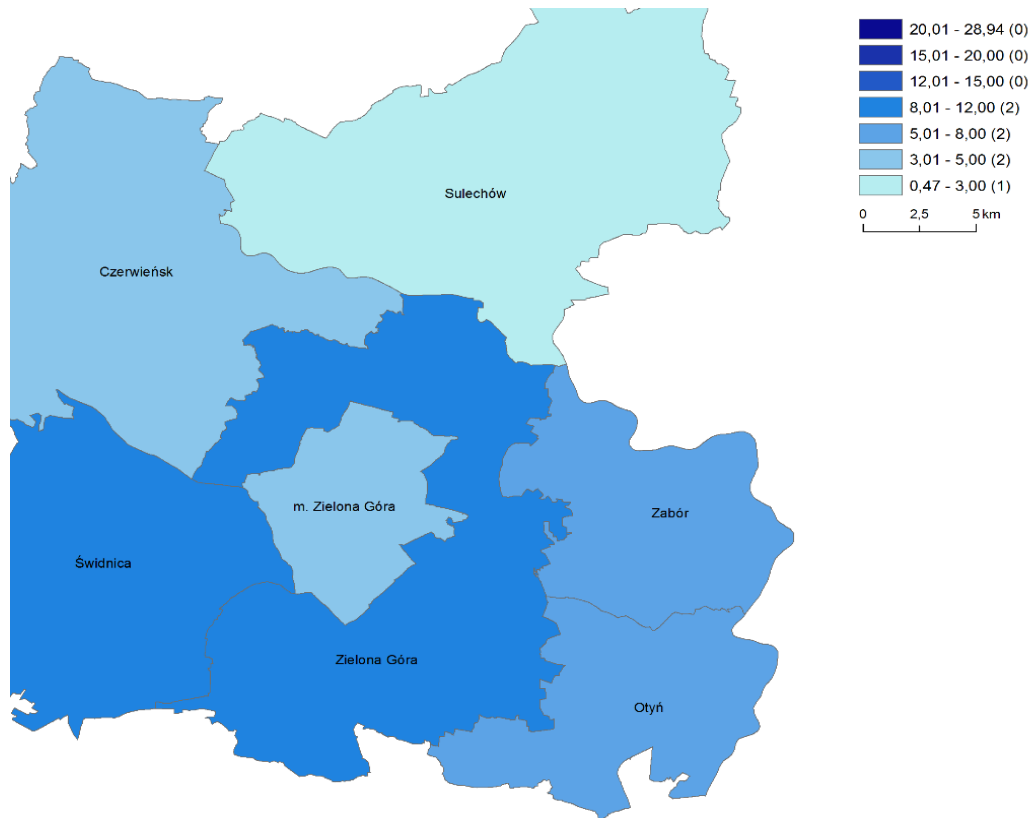 20,01 - 28,94 (0)
15,01 - 20,00 (0)
12,01 - 15,00 (0)
8,01 - 12,00 (2)
5,01 - 8,00 (2)
3,01 - 5,00 (2)
0,47 - 3,00 (1)
0 2,5 5 km
Sulechów
Czerwieńsk
m. Zielona Góra
Zabór
Świdnica
Zielona Góra
Otyń